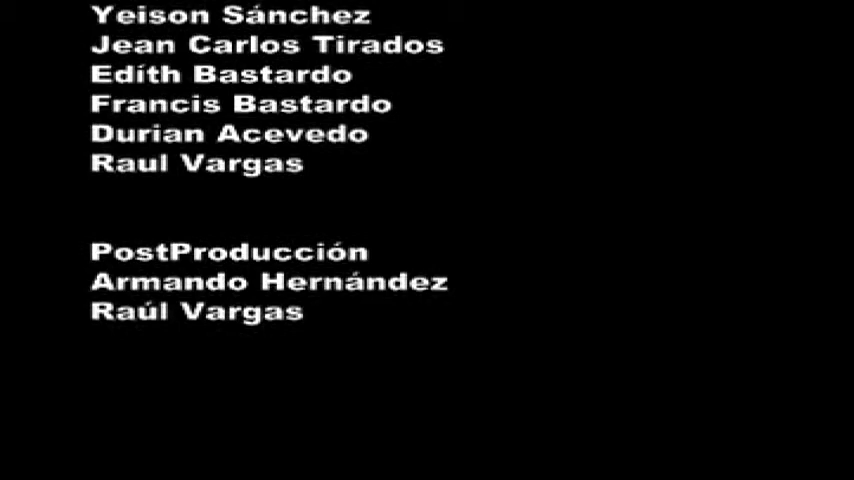 Yeison Sánchez
Jean Carlos Tirados
Edíth Bastardo
Francis Bastardo
Durian Acevedo
Raul Vargas
PostProducción
Armando Hernández
Raúl Vargas